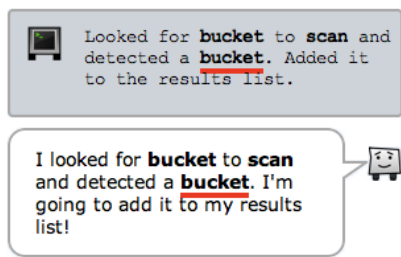 Looked for bucket to scan and
detected a bucket. Added it
to the results list.
I looked for bucket to scan
and detected a bucket. I'm
going to add it to my results
list!